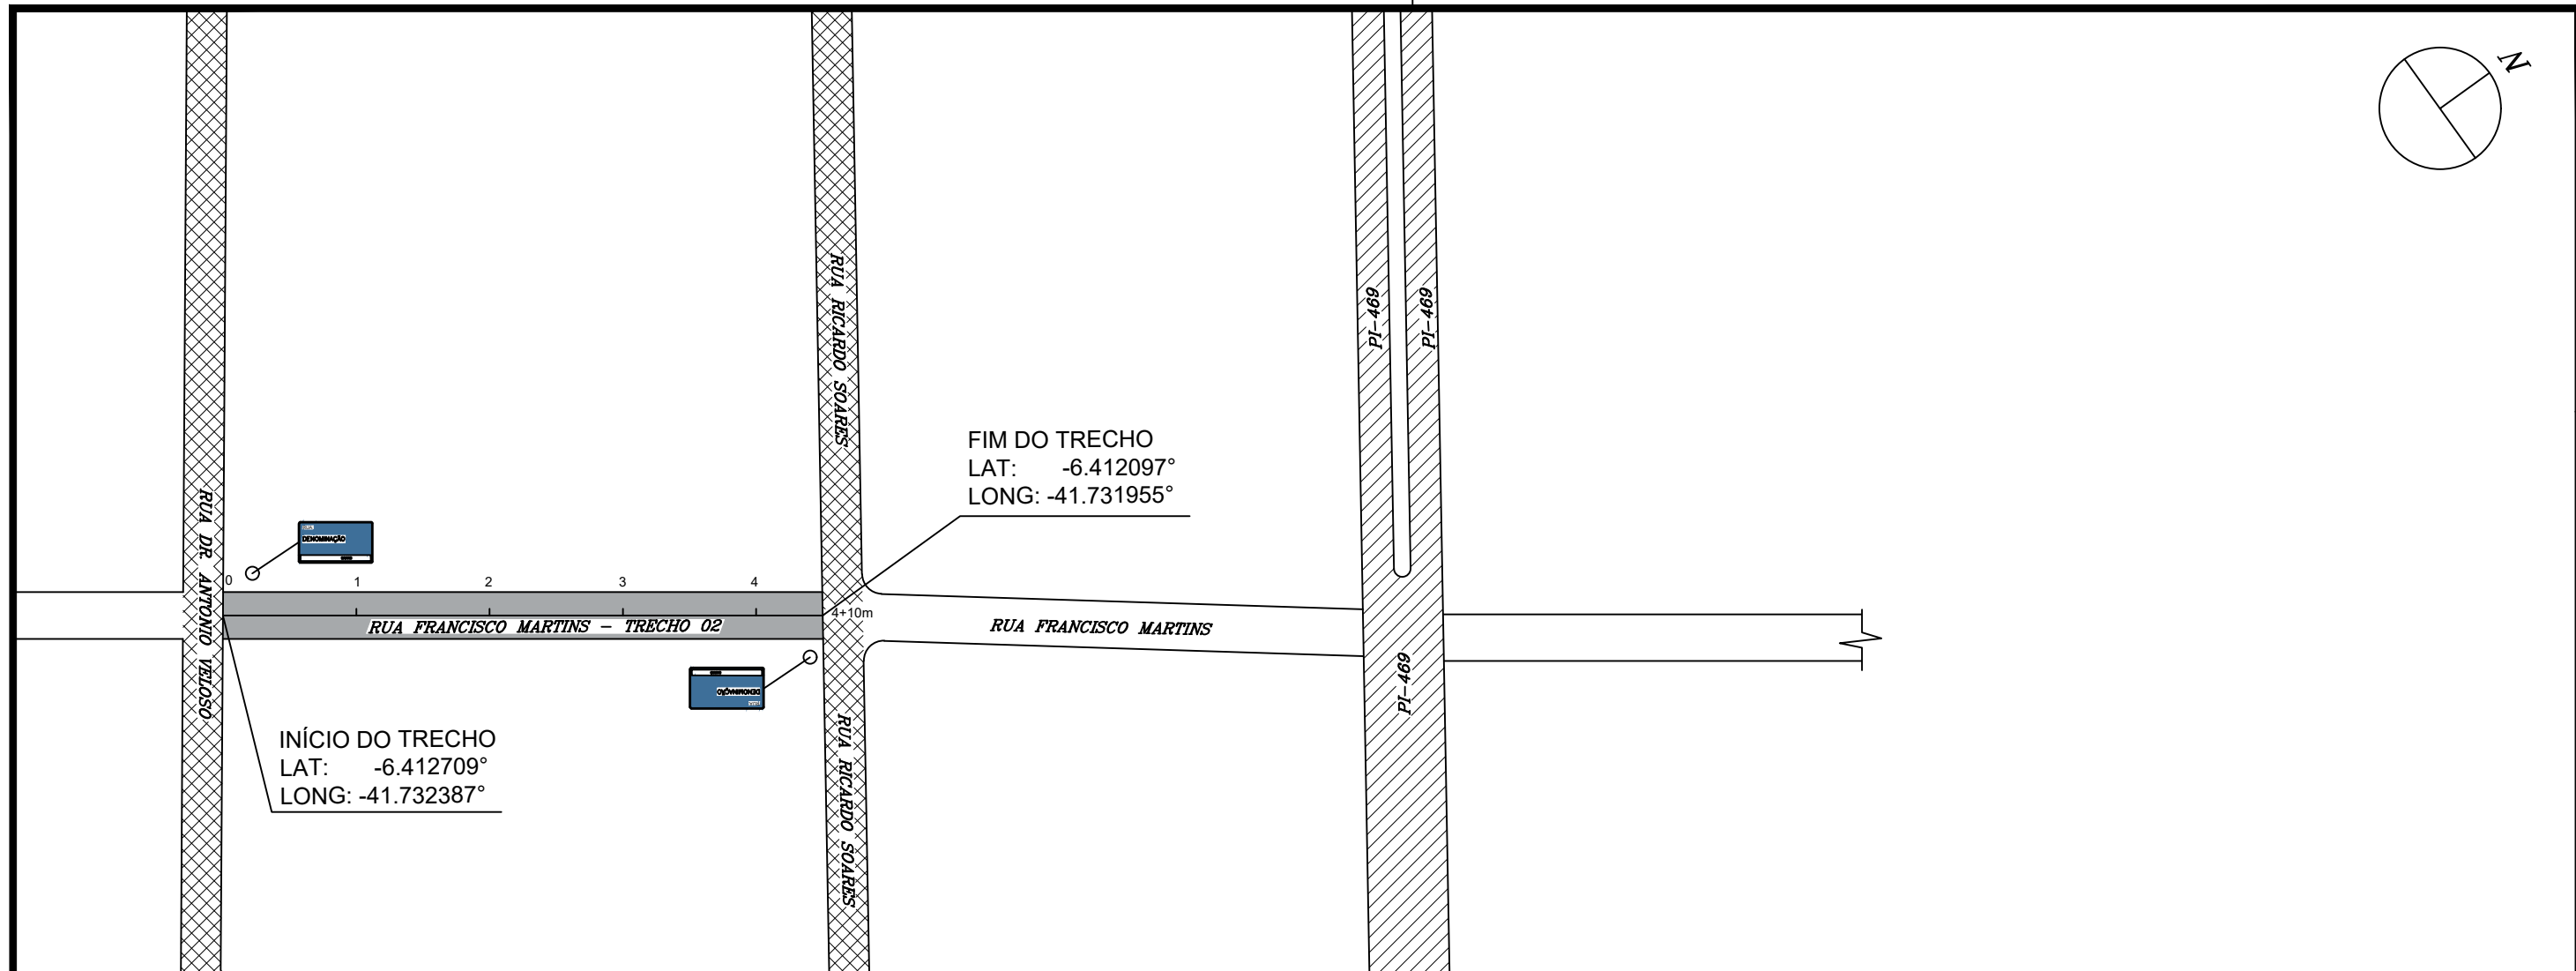 N
RUA RICARDO SOARES
PI-469
PI-469
FIM DO TRECHO
LAT: -6.412097°
LONG: -41.731955°
RUA DR ANTONIO VELOSO
DENOMINAÇÃO
0
1
2
3
4
4+10m
RUA FRANCISCO MARTINS - TRECHO 02
RUA FRANCISCO MARTINS
PI-469
DENOMINAÇÃO
RUA RICARDO SOARES
INÍCIO DO TRECHO
LAT: -6.412709°
LONG: -41.732387°